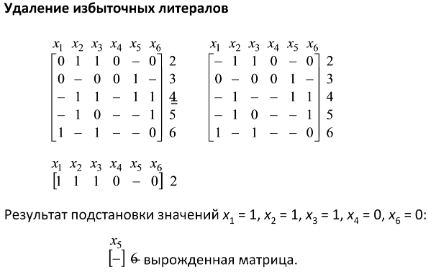 Удаление избыточных литералов
x1 x2 x3 x4 x5 x6 x1 x2 x3 x4 x5 x6
0 1 1 0 – 0 2 – 1 1 0 – 0 2
0 – 0 0 1 – 3 0 – 0 0 1 – 3
– 1 1 – 1 1 4 – 1 – – 1 1 4
– 1 0 – – 1 5 – 1 0 – – 1 5
1 – 1 – – 0 6 1 – 1 – – 0 6
x1 x2 x3 x4 x5 x6
[1 1 1 0 – 0] 2
Результат подстановки значений x1 = 1, x2 = 1, x3 = 1, x4 = 0, x6 = 0:
x5
[–] 6 – вырожденная матрица.